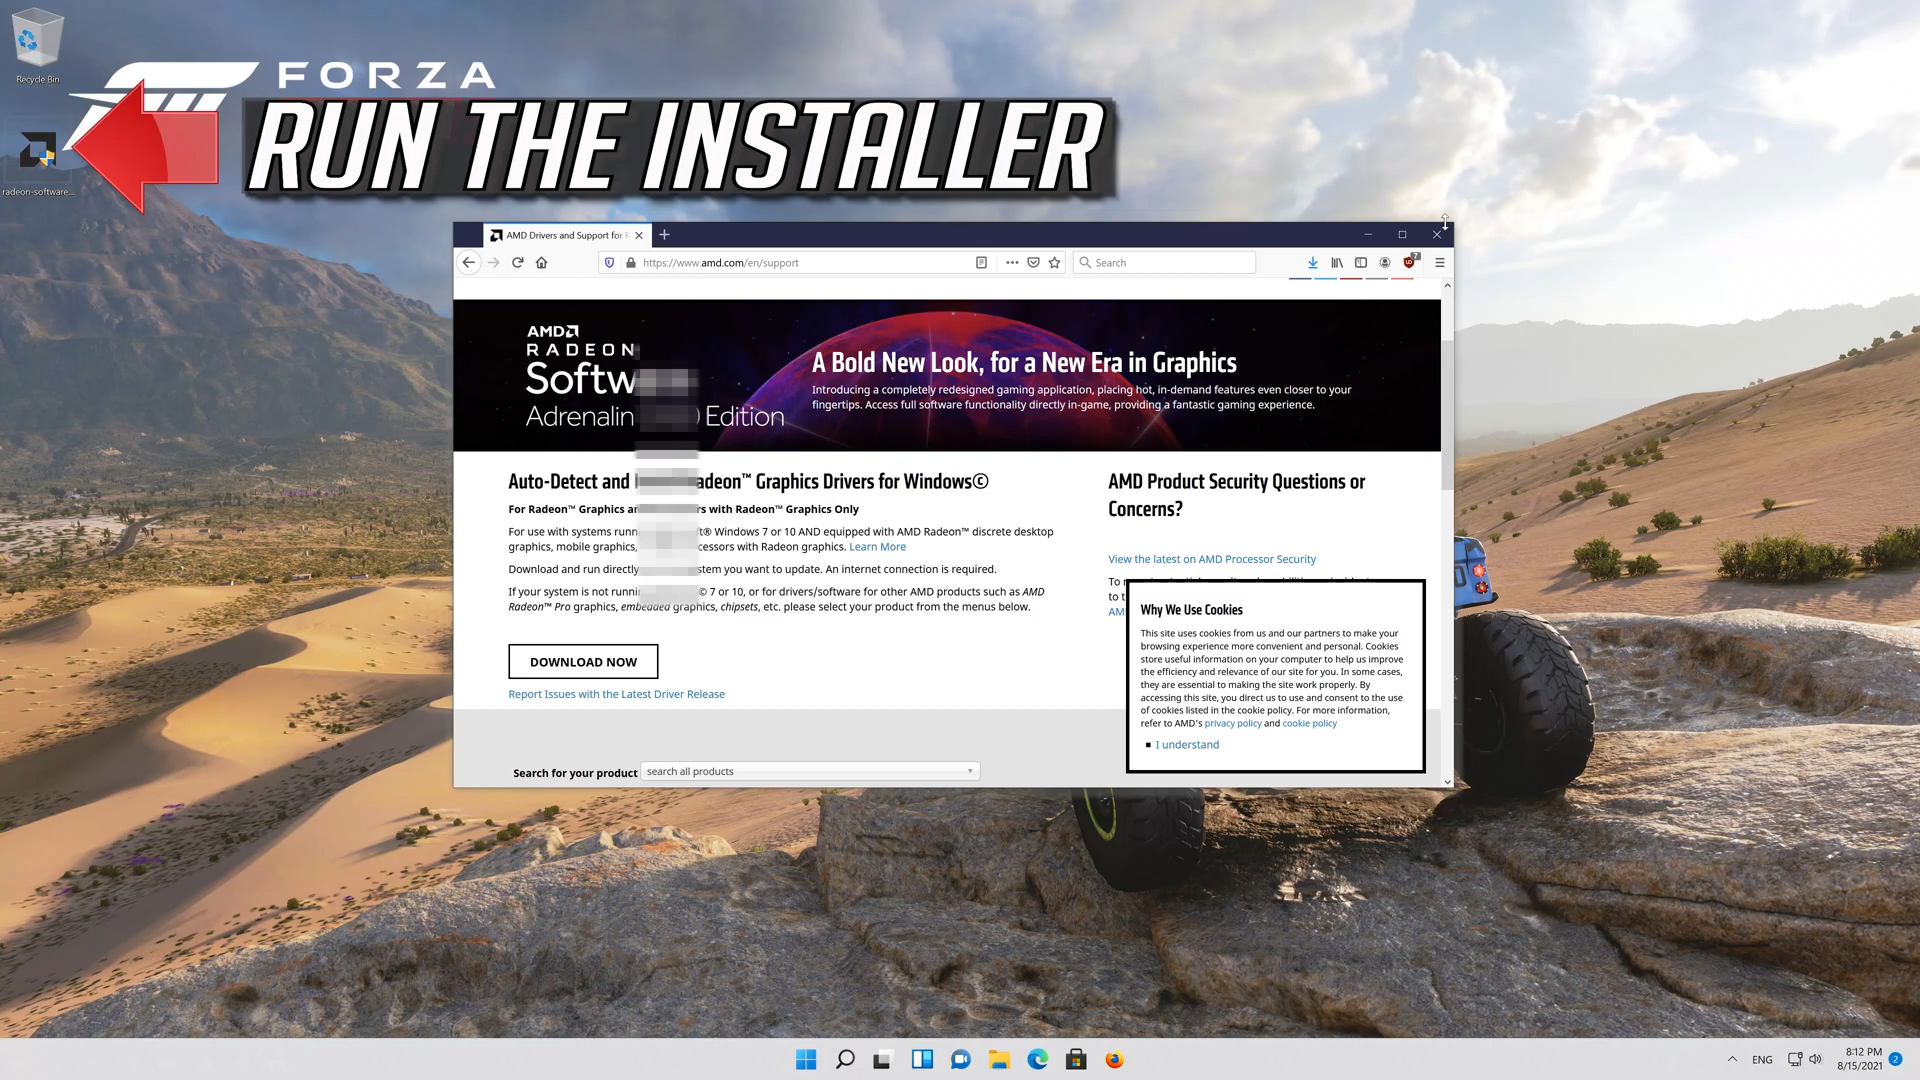 Recycle Bin
FORZA
RUN THE INSTALLER
radeon-software...
AMD Drivers and Support for
https://www.amd.com/en/support
Search
7
AMD
RADEON
Softw
Adrenalin Edition
A Bold New Look, for a New Era in Graphics
Introducing a completely redesigned gaming application, placing hot, in-demand features even closer to your
fingertips. Access full software functionality directly in-game, providing a fantastic gaming experience.
Auto-Detect and adeon™ Graphics Drivers for Windows©
For Radeon™ Graphics an rs with Radeon™ Graphics Only
For use with systems runn t® Windows 7 or 10 AND equipped with AMD Radeon™ discrete desktop
graphics, mobile graphics, cessors with Radeon graphics. Learn More
Download and run directly stem you want to update. An internet connection is required.
If your system is not runni © 7 or 10, or for drivers/software for other AMD products such as AMD
Radeon™ Pro graphics, embedded graphics, chipsets, etc. please select your product from the menus below.
DOWNLOAD NOW
Report Issues with the Latest Driver Release
AMD Product Security Questions or
Concerns?
View the latest on AMD Processor Security
To
to t
AM
Why We Use Cookies
This site uses cookies from us and our partners to make your
browsing experience more convenient and personal. Cookies
store useful information on your computer to help us improve
the efficiency and relevance of our site for you. In some cases,
they are essential to making the site work properly. By
accessing this site, you direct us to use and consent to the use
of cookies listed in the cookie policy. For more information,
refer to AMD's privacy policy and cookie policy
I understand
Search for your product search all products
ENG
8:12 PM
8/15/2021
2